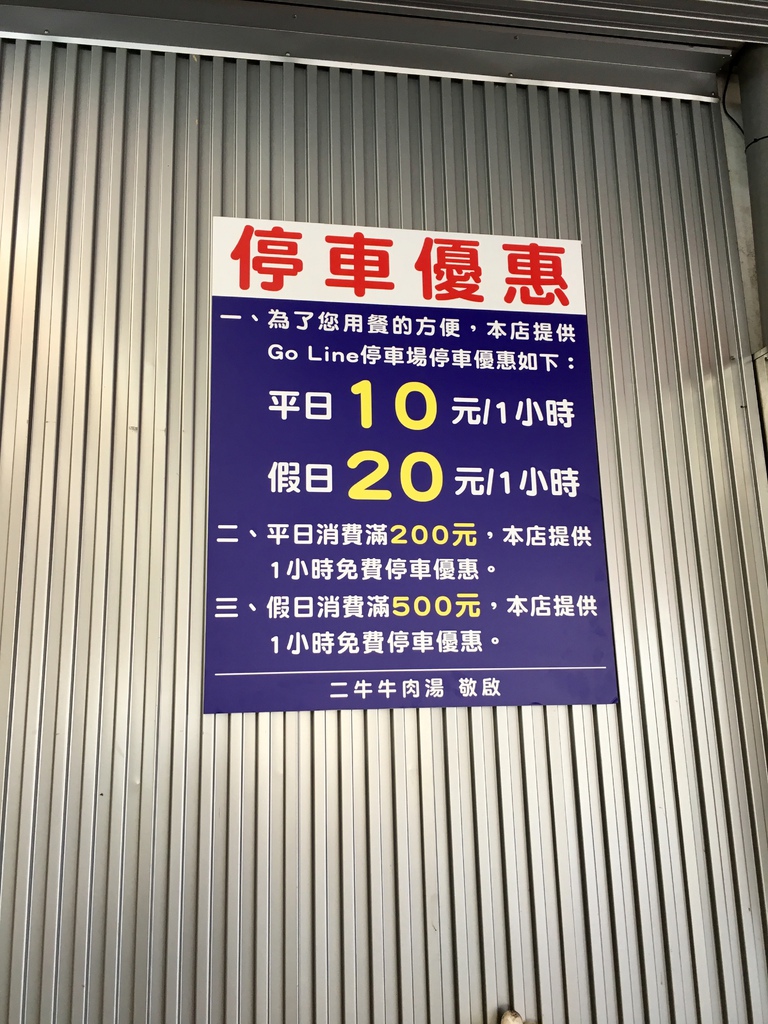 停車優惠
一、為了您用餐的方便，本店提供
Go Line停車場停車優惠如下：
平日10元/1小時
假日20元/1小時
二、平日消費滿200元，本店提供
1小時免費停車優惠。
三、假日消費滿500元，本店提供
1小時免費停車優惠。
二牛牛肉湯 敬啟